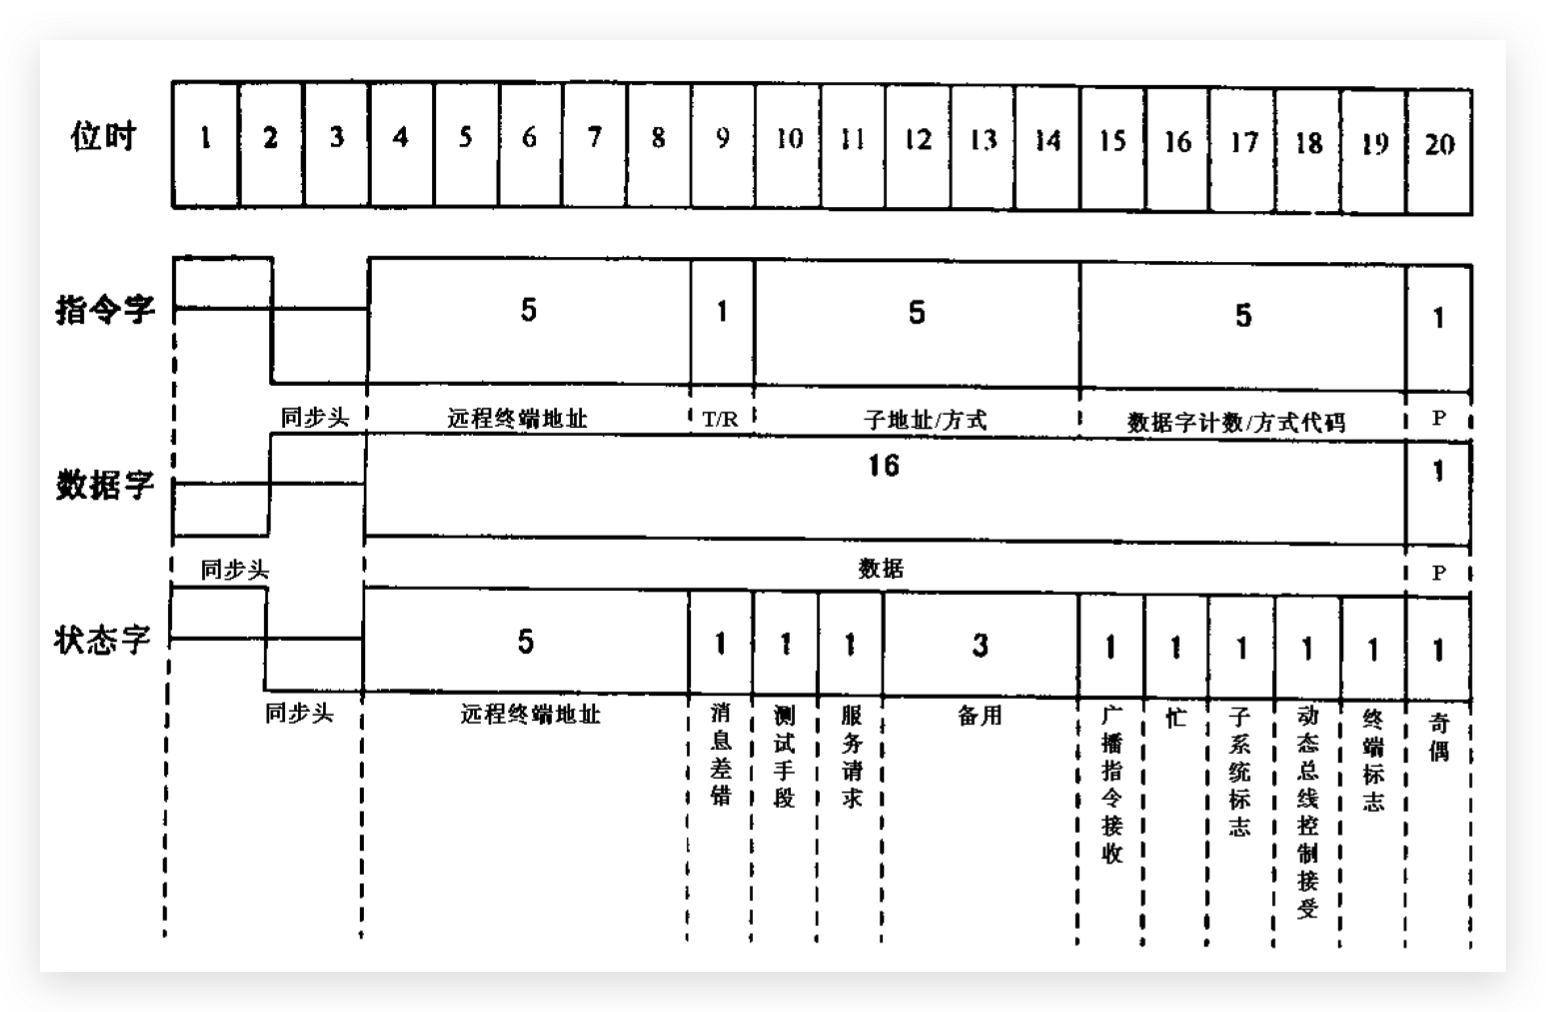 位时 1 2 3 4 5 6 7 8 9 10 11 12 13 14 15 16 17 18 19 20
指令字 5 1 5 5 1
同步头 远程终端地址 T/R 子地址/方式 数据字计数/方式代码 P
数据字 16 1
同步头 数据 P
状态字 5 1 1 1 3 1 1 1 1 1 1
同步头 远程终端地址 消息差错 测试手段 服务请求 备用 广播指令接收 忙 子系统标志 动态总线控制接受 终端标志 奇偶